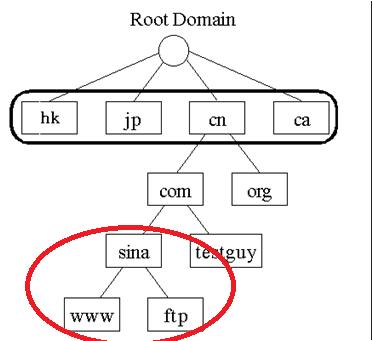 Root Domain
hk jp cn ca
com org
sina testguy
www ftp